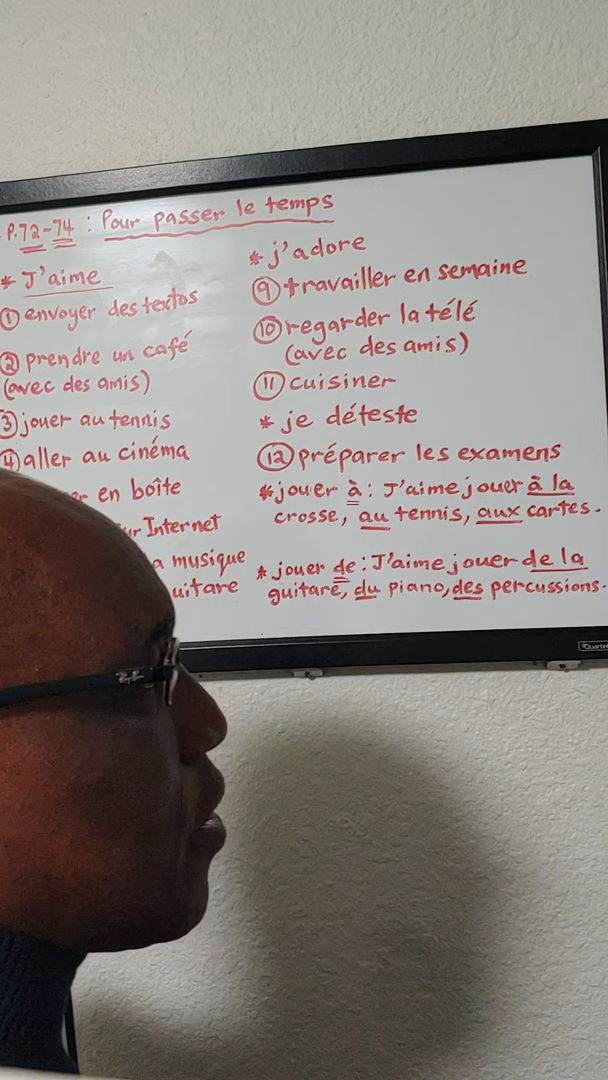 P.72-74 : Pour passer le temps
* J'aime
① envoyer des textos
② prendre un café
(avec des amis)
③ jouer au tennis
④ aller au cinéma
en boîte
Internet
musique
* j'adore
⑨ travailler en semaine
⑩ regarder la télé
(avec des amis)
⑪ cuisiner
* je déteste
⑫ préparer les examens
* jouer à : J'aime jouer à la
crosse, au tennis, aux cartes.
* jouer de : J'aime jouer de la
guitare, du piano, des percussions.
Quartet